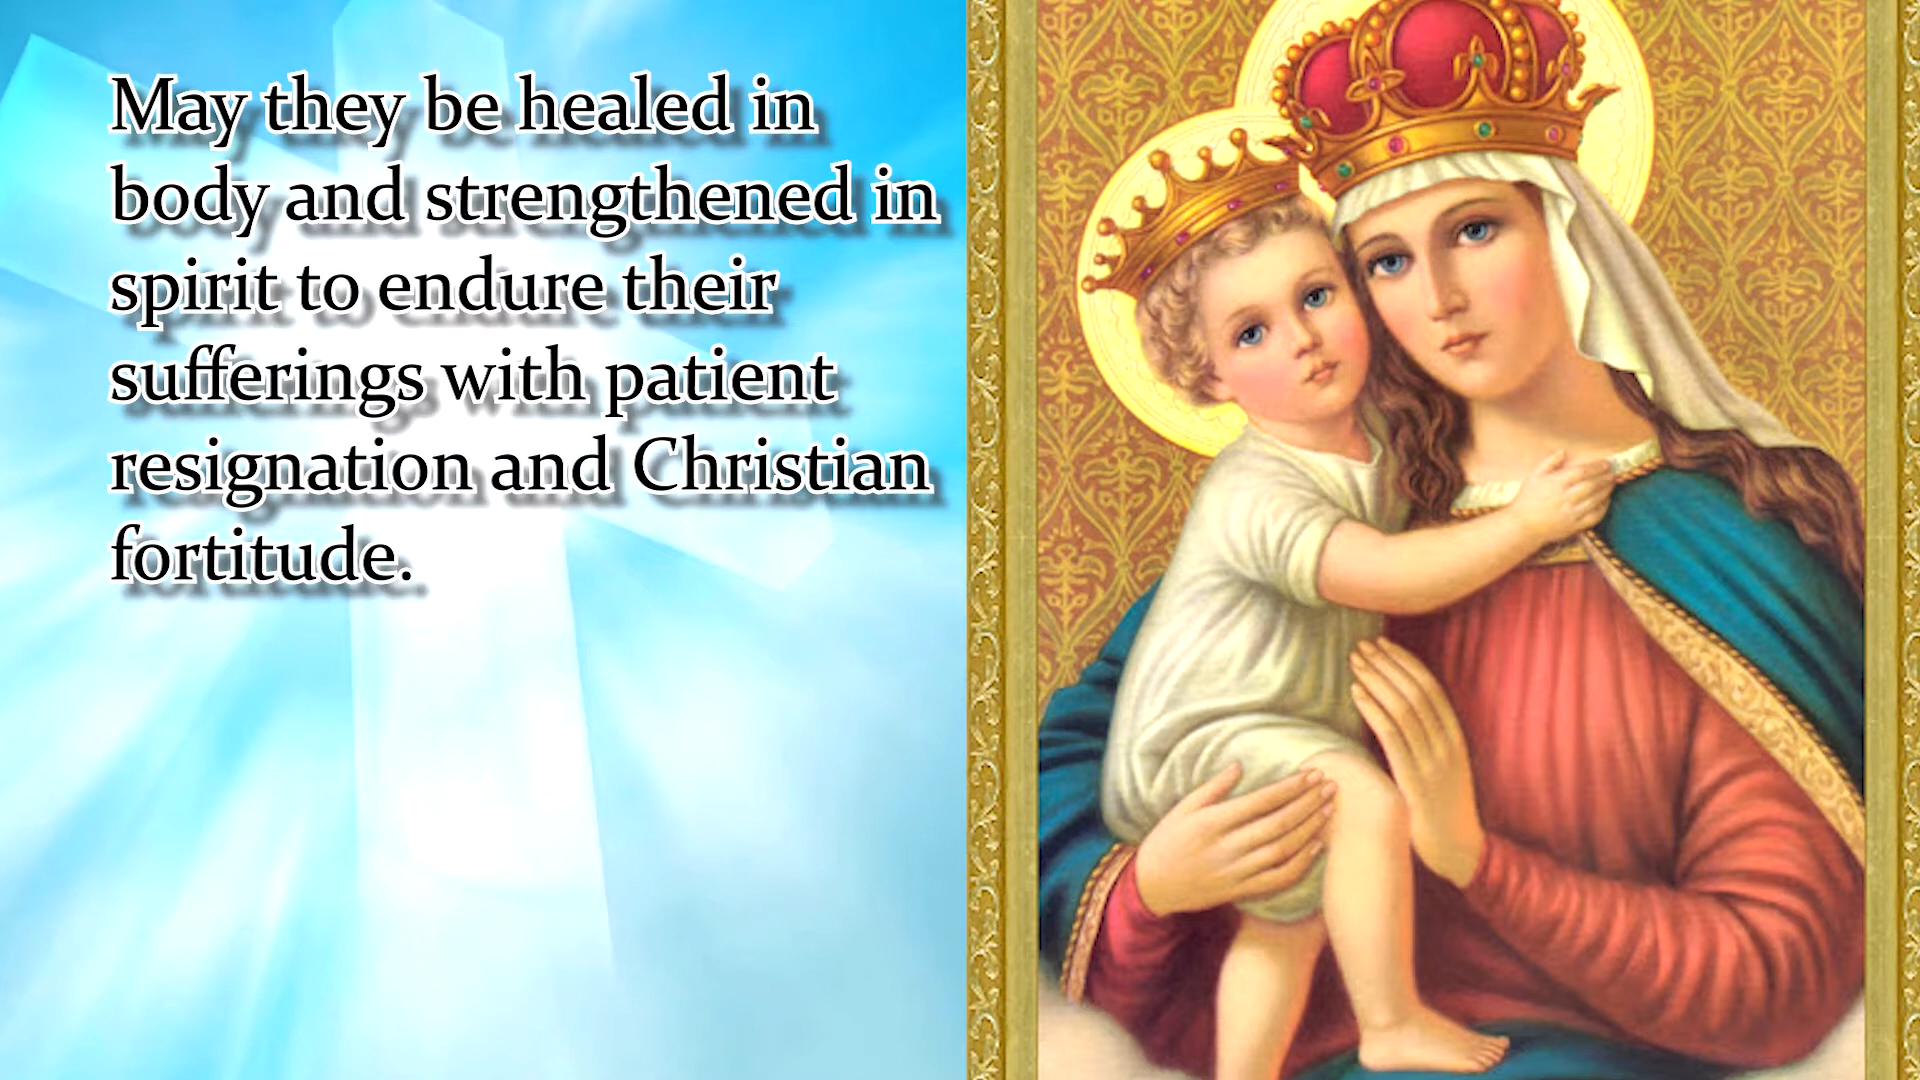 May they be healed in
body and strengthened in
spirit to endure their
sufferings with patient
resignation and Christian
fortitude.